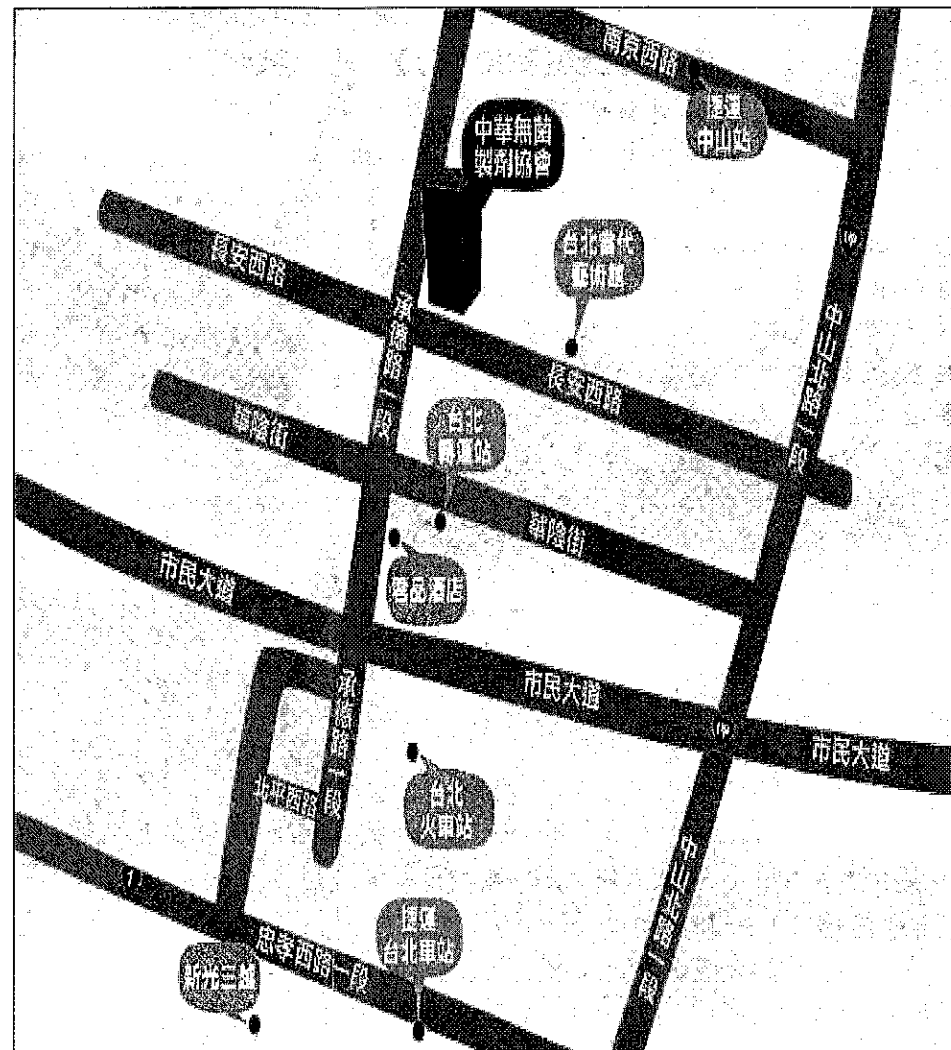 南京西路
捷運
中山站
中華無菌
製劑協會
台北當代
藝術館
長安西路
承德路一段
中山北路一段
長安西路
台北
轉運站
華陰街
華陰街
君品酒店
市民大道
市民大道
市民大道
承德路一段
北平西路
台北
火車站
中山北路一段
忠孝西路一段
捷運
台北車站
新光三越